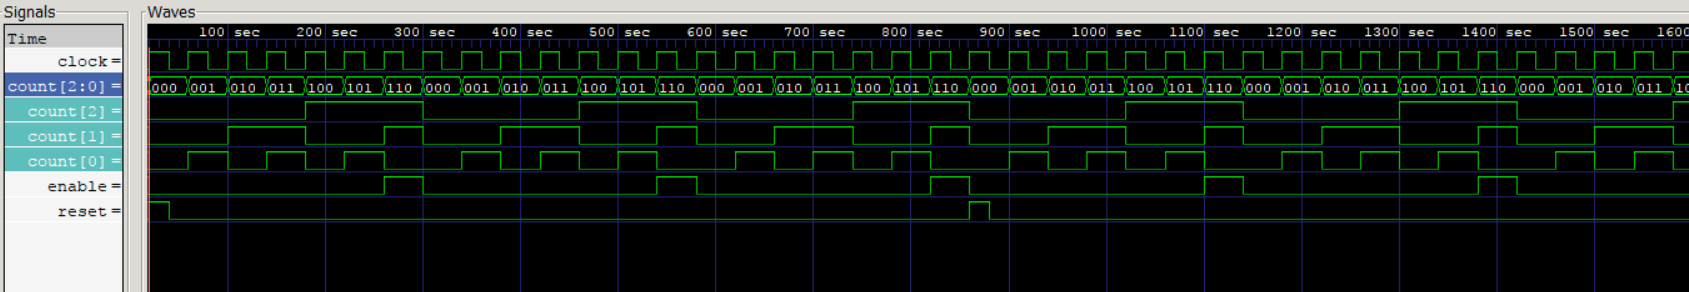 Signals
Waves
Time
100 sec 200 sec 300 sec 400 sec 500 sec 600 sec 700 sec 800 sec 900 sec 1000 sec 1100 sec 1200 sec 1300 sec 1400 sec 1500 sec 1600
clock=
count[2:0] = 000 001 010 011 100 101 110 000 001 010 011 100 101 110 000 001 010 011 100 101 110 000 001 010 011 100 101 110 000 001 010 011 100 101 110 000 001 010 011 10
count[2] =
count[1] =
count[0] =
enable=
reset=